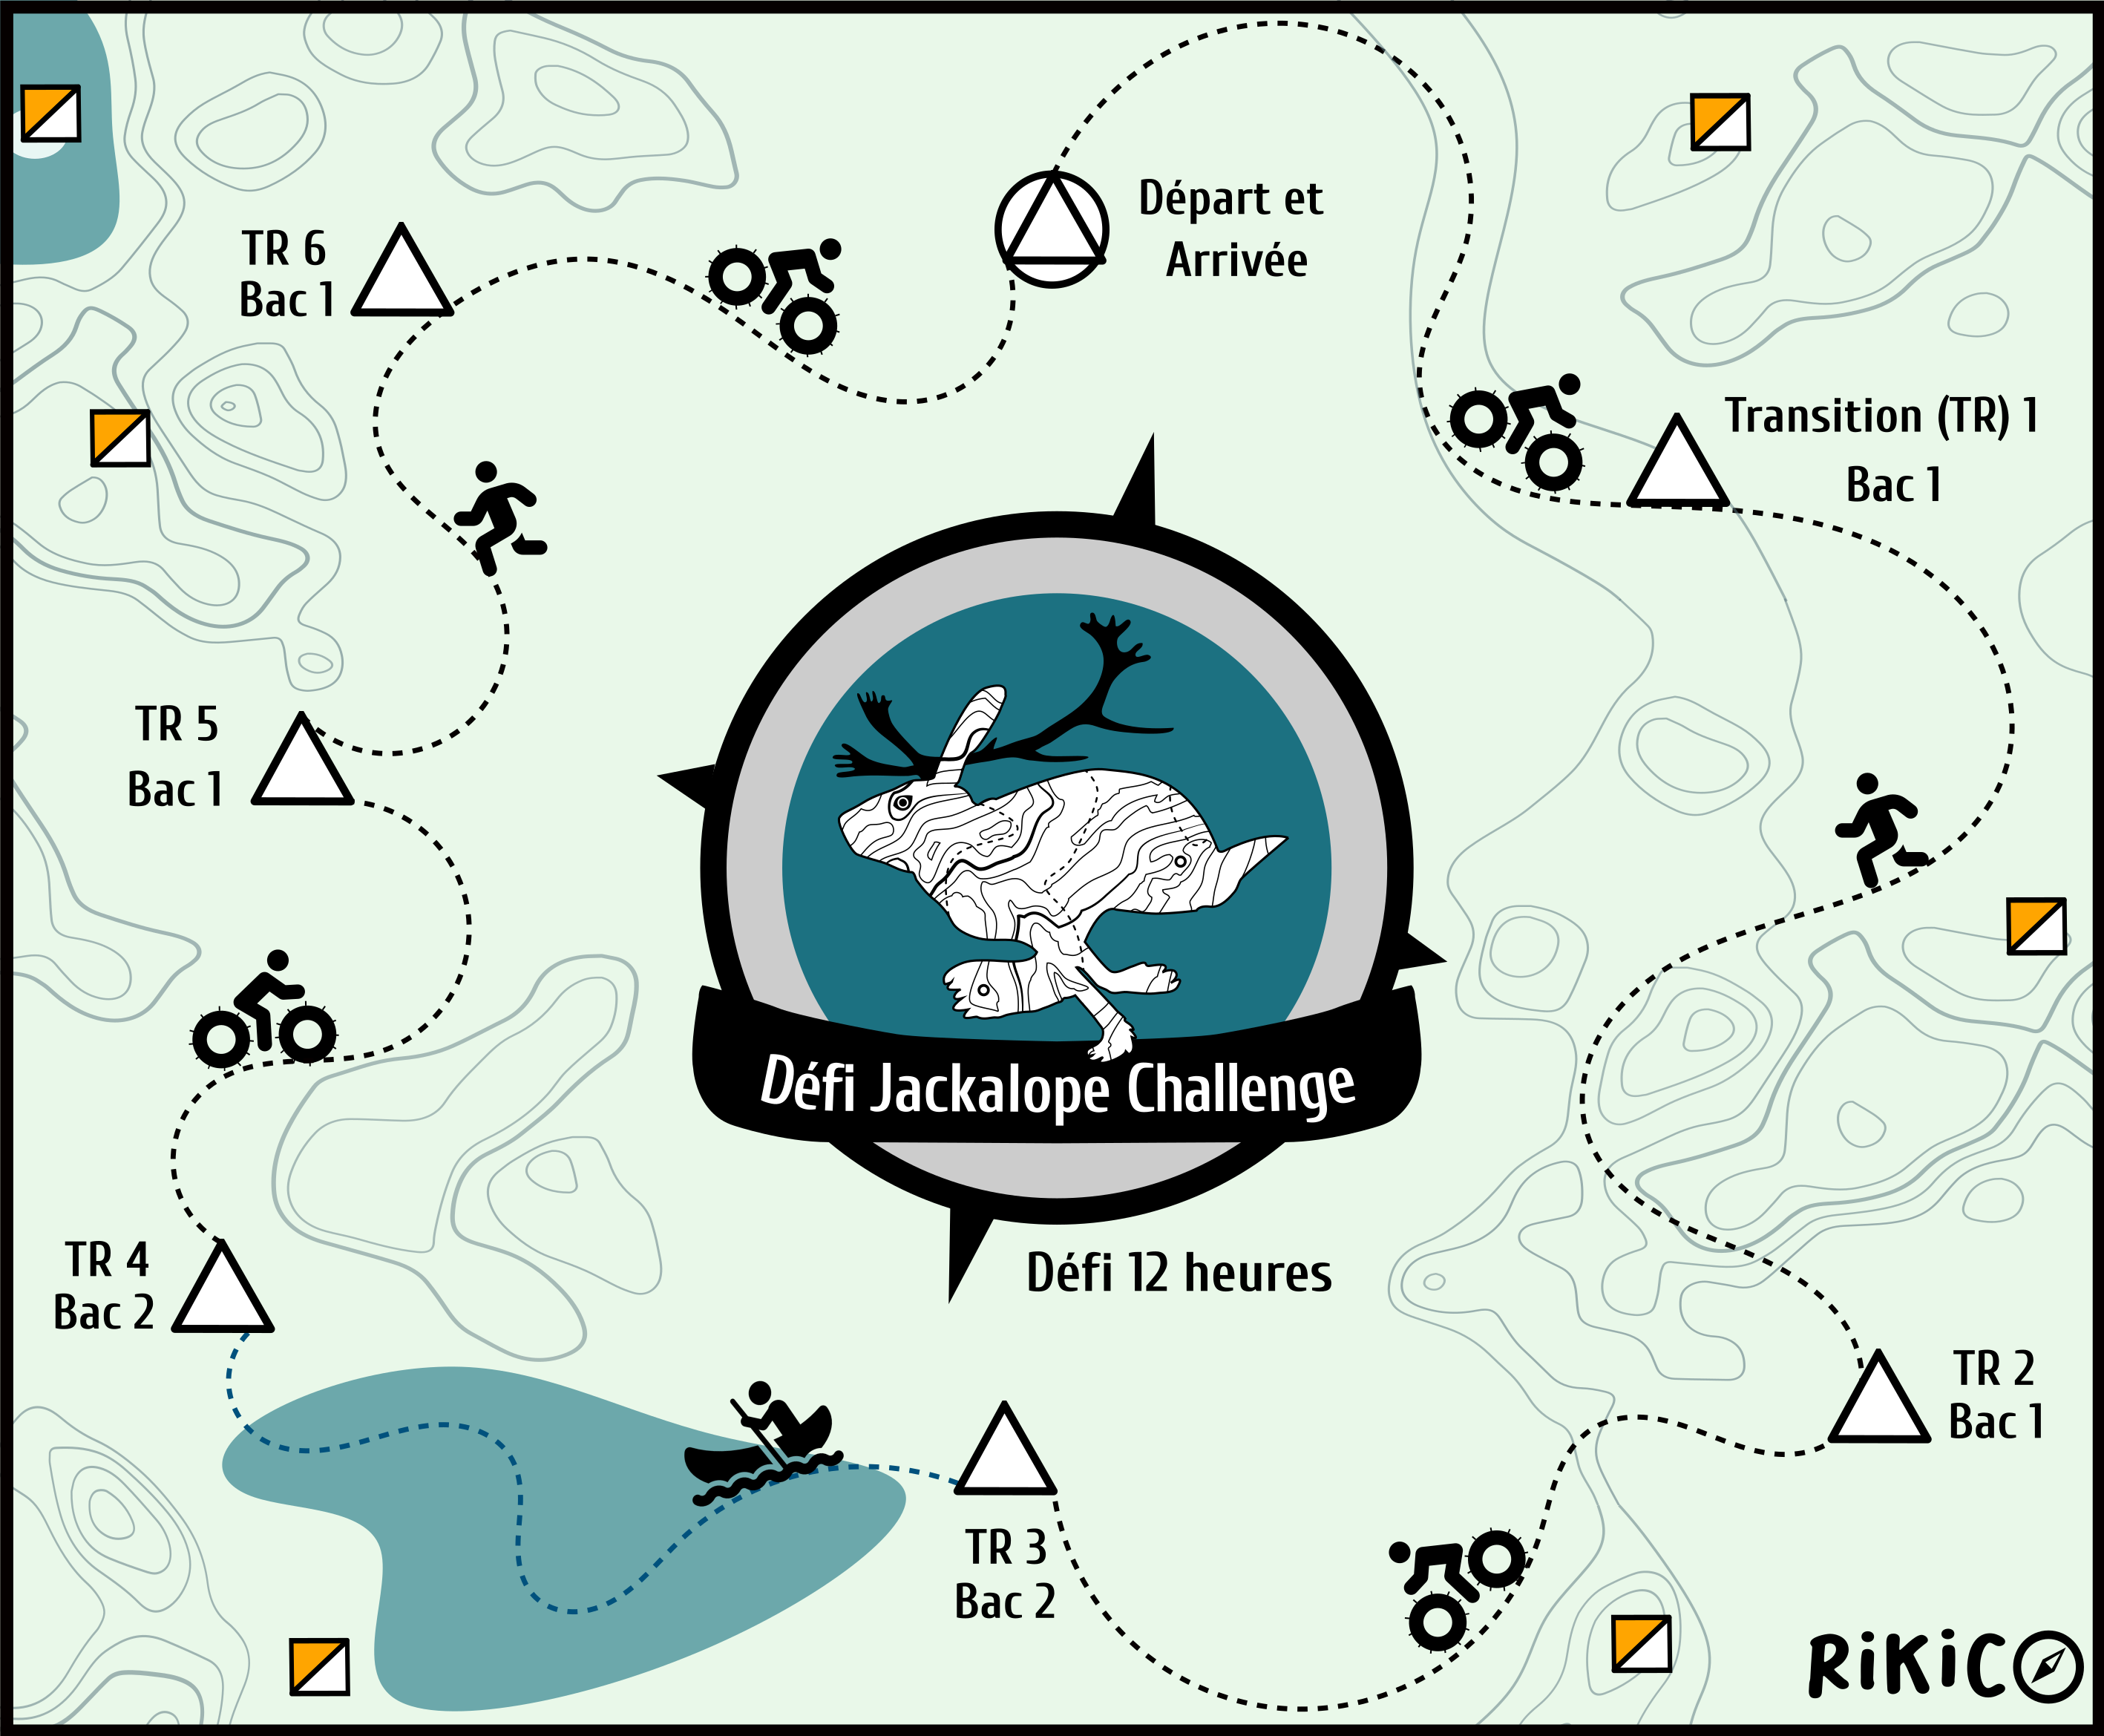 Départ et
Arrivée
TR 6
Bac 1
Transition (TR) 1
Bac 1
TR 5
Bac 1
Défi Jackalope Challenge
Défi 12 heures
TR 4
Bac 2
TR 2
Bac 1
TR 3
Bac 2
RiKiCO